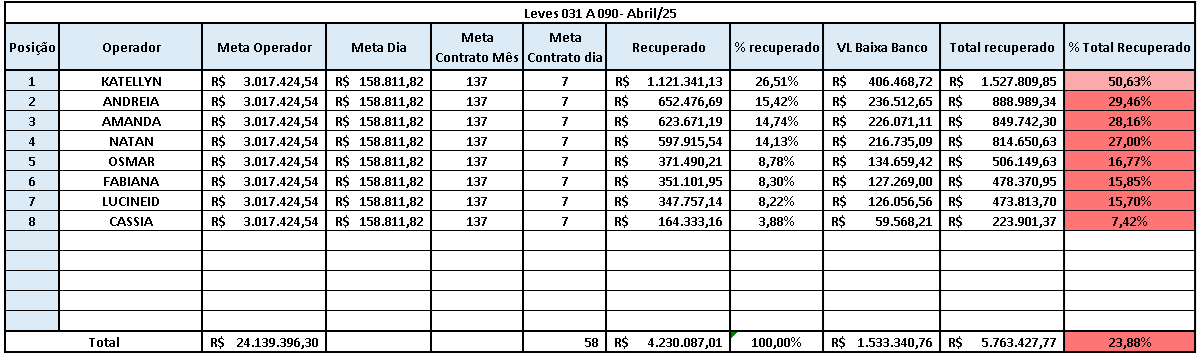 Leves 031 A 090- Abril/25
Posição Operador Meta Operador Meta Dia Meta Contrato Mês Meta Contrato dia Recuperado % recuperado VL Baixa Banco Total recuperado % Total Recuperado
1 KATELLYN R$ 3.017.424,54 R$ 158.811,82 137 7 R$ 1.121.341,13 26,51% R$ 406.468,72 R$ 1.527.809,85 50,63%
2 ANDREIA R$ 3.017.424,54 R$ 158.811,82 137 7 R$ 652.476,69 15,42% R$ 236.512,65 R$ 888.989,34 29,46%
3 AMANDA R$ 3.017.424,54 R$ 158.811,82 137 7 R$ 623.671,19 14,74% R$ 226.071,11 R$ 849.742,30 28,16%
4 NATAN R$ 3.017.424,54 R$ 158.811,82 137 7 R$ 597.915,54 14,13% R$ 216.735,09 R$ 814.650,63 27,00%
5 OSMAR R$ 3.017.424,54 R$ 158.811,82 137 7 R$ 371.490,21 8,78% R$ 134.659,42 R$ 506.149,63 16,77%
6 FABIANA R$ 3.017.424,54 R$ 158.811,82 137 7 R$ 351.101,95 8,30% R$ 127.269,00 R$ 478.370,95 15,85%
7 LUCINEID R$ 3.017.424,54 R$ 158.811,82 137 7 R$ 347.757,14 8,22% R$ 126.056,56 R$ 473.813,70 15,70%
8 CASSIA R$ 3.017.424,54 R$ 158.811,82 137 7 R$ 164.333,16 3,88% R$ 59.568,21 R$ 223.901,37 7,42%
Total R$ 24.139.396,30 58 R$ 4.230.087,01 100,00% R$ 1.533.340,76 R$ 5.763.427,77 23,88%